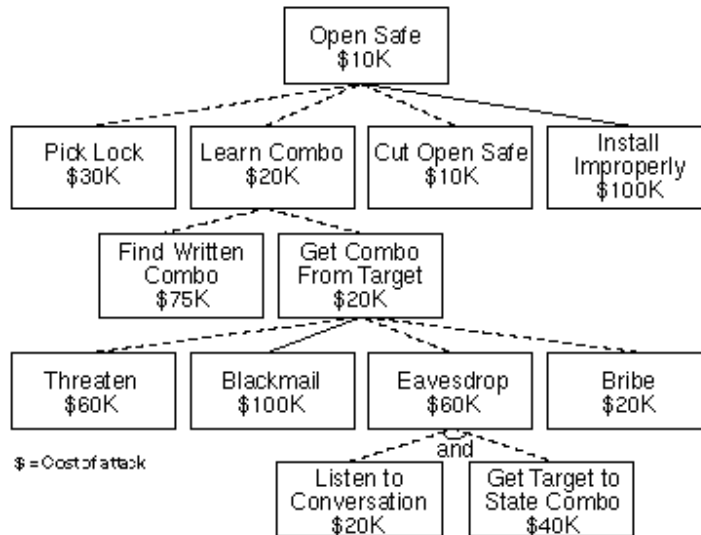 Open Safe
$10K
Pick Lock
$30K
Learn Combo
$20K
Cut Open Safe
$10K
Install
Improperly
$100K
Find Written
Combo
$75K
Get Combo
From Target
$20K
Threaten
$60K
Blackmail
$100K
Eavesdrop
$60K
Bribe
$20K
and
$ = Cost of attack
Listen to
Conversation
$20K
Get Target to
State Combo
$40K